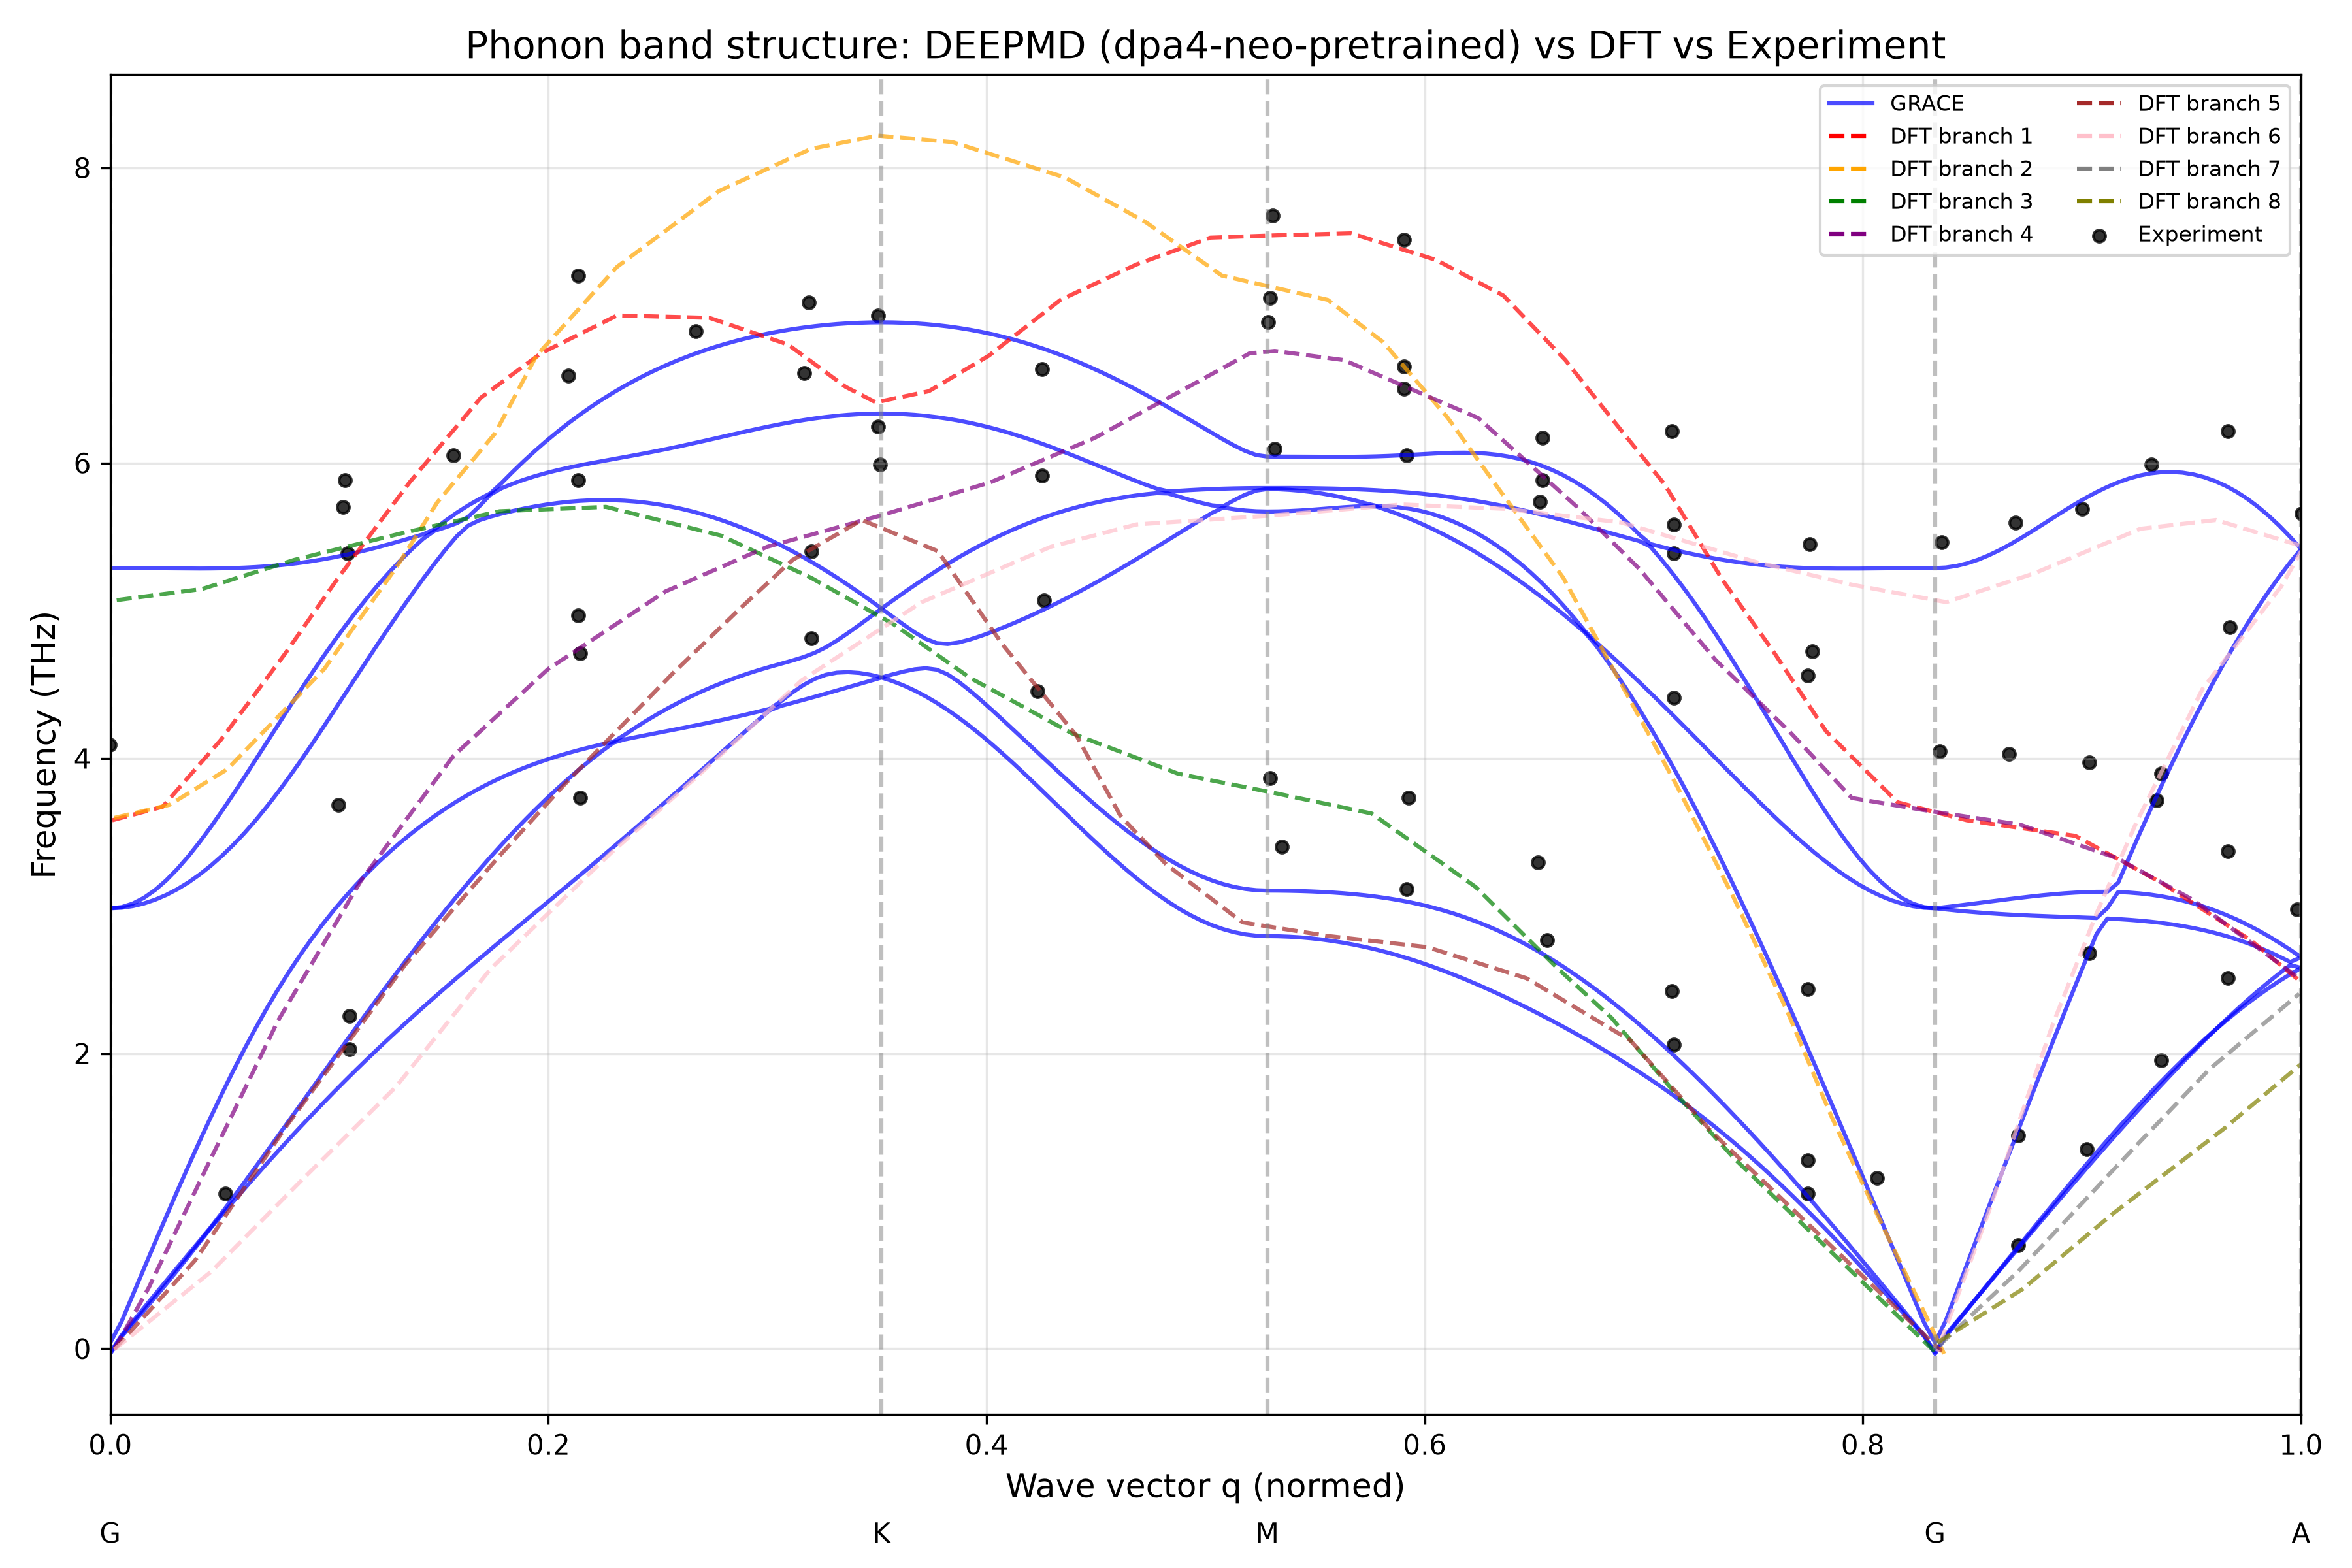 Phonon band structure: DEEPMD (dpa4-neo-pretrained) vs DFT vs Experiment
GRACE
DFT branch 1
DFT branch 2
DFT branch 3
DFT branch 4
DFT branch 5
DFT branch 6
DFT branch 7
DFT branch 8
Experiment
Frequency (THz)
8
6
4
2
0
0.0 0.2 0.4 0.6 0.8 1.0
Wave vector q (normed)
G K M G A